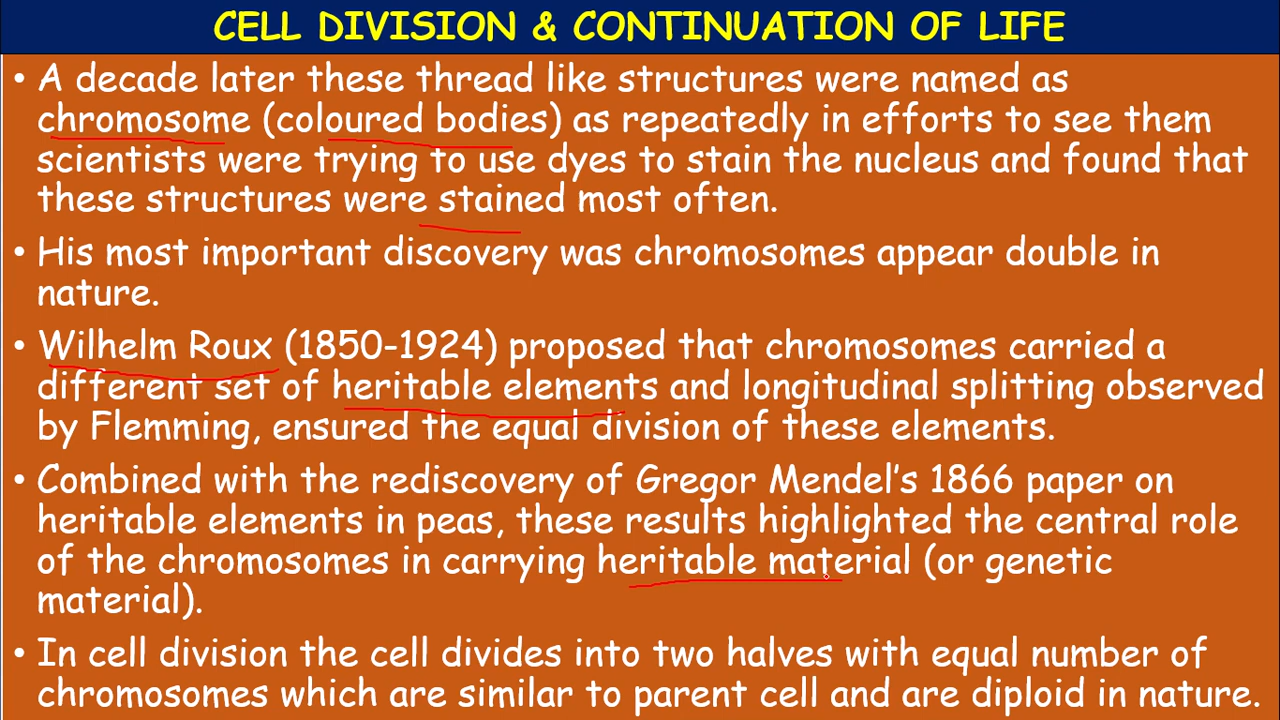 CELL DIVISION & CONTINUATION OF LIFE
• A decade later these thread like structures were named as
chromosome (coloured bodies) as repeatedly in efforts to see them
scientists were trying to use dyes to stain the nucleus and found that
these structures were stained most often.
• His most important discovery was chromosomes appear double in
nature.
• Wilhelm Roux (1850-1924) proposed that chromosomes carried a
different set of heritable elements and longitudinal splitting observed
by Flemming, ensured the equal division of these elements.
• Combined with the rediscovery of Gregor Mendel's 1866 paper on
heritable elements in peas, these results highlighted the central role
of the chromosomes in carrying heritable material (or genetic
material).
• In cell division the cell divides into two halves with equal number of
chromosomes which are similar to parent cell and are diploid in nature.